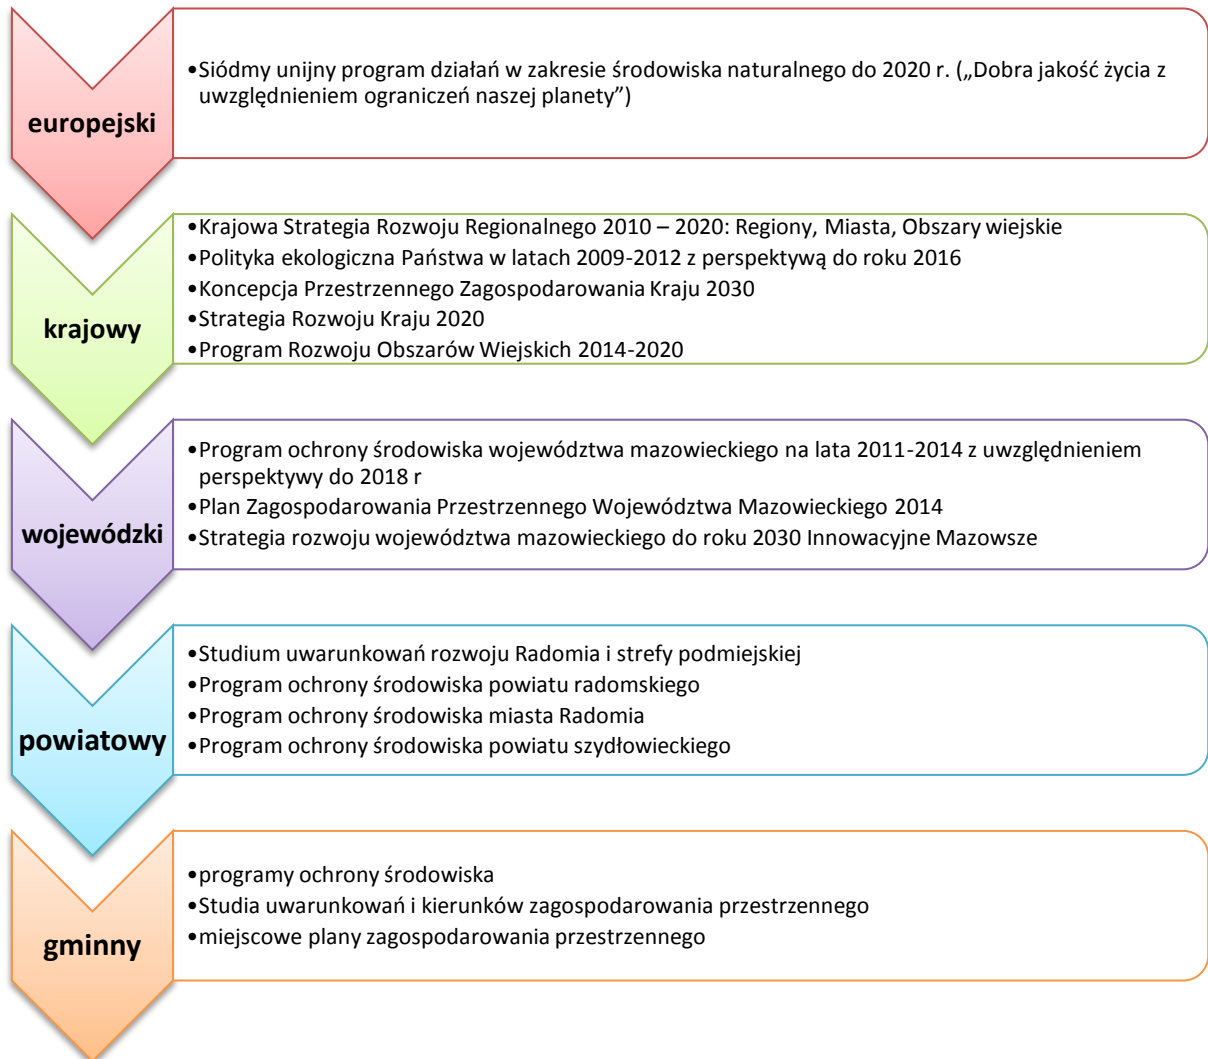 europejski
•Siódmy unijny program działań w zakresie środowiska naturalnego do 2020 r. („Dobra jakość życia z
uwzględnieniem ograniczeń naszej planety”)
krajowy
•Krajowa Strategia Rozwoju Regionalnego 2010 – 2020: Regiony, Miasta, Obszary wiejskie
•Polityka ekologiczna Państwa w latach 2009-2012 z perspektywą do roku 2016
•Koncepcja Przestrzennego Zagospodarowania Kraju 2030
•Strategia Rozwoju Kraju 2020
•Program Rozwoju Obszarów Wiejskich 2014-2020
wojewódzki
•Program ochrony środowiska województwa mazowieckiego na lata 2011-2014 z uwzględnieniem
perspektywy do 2018 r
•Plan Zagospodarowania Przestrzennego Województwa Mazowieckiego 2014
•Strategia rozwoju województwa mazowieckiego do roku 2030 Innowacyjne Mazowsze
powiatowy
•Studium uwarunkowań rozwoju Radomia i strefy podmiejskiej
•Program ochrony środowiska powiatu radomskiego
•Program ochrony środowiska miasta Radomia
•Program ochrony środowiska powiatu szydłowieckiego
gminny
•programy ochrony środowiska
•Studia uwarunkowań i kierunków zagospodarowania przestrzennego
•miejscowe plany zagospodarowania przestrzennego